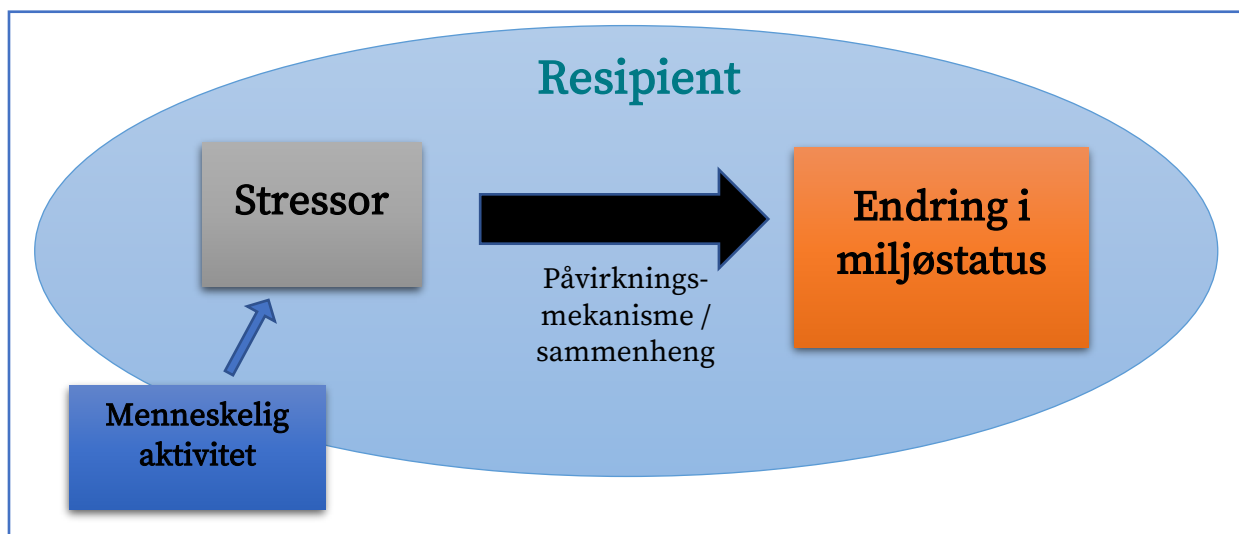 Resipient
Stressor
Endring i
miljøstatus
Påvirknings-
mekanisme /
sammenheng
Menneskelig
aktivitet